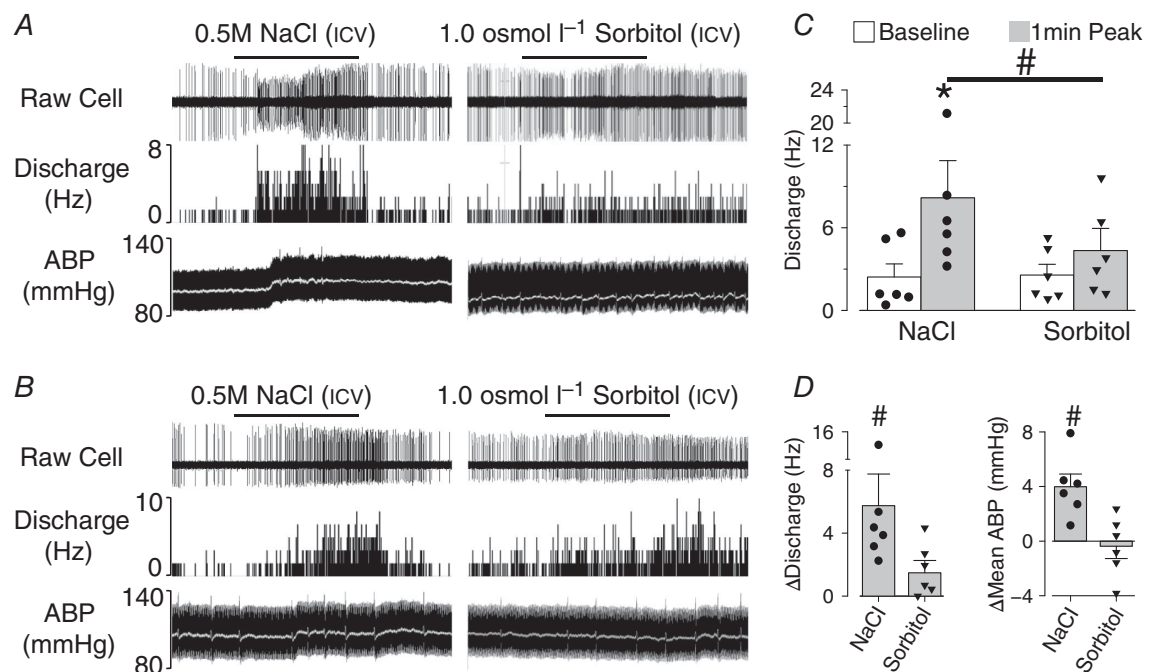 A
0.5M NaCl (ICV)
1.0 osmol l⁻¹ Sorbitol (ICV)
Raw Cell
Discharge
(Hz)
8
0
ABP
(mmHg)
140
80
B
0.5M NaCl (ICV)
1.0 osmol l⁻¹ Sorbitol (ICV)
Raw Cell
Discharge
(Hz)
10
0
ABP
(mmHg)
140
80
C
Baseline
1min Peak
#
*
Discharge (Hz)
24
20
12
6
0
NaCl
Sorbitol
D
#
ΔDischarge (Hz)
16
8
4
0
NaCl
Sorbitol
#
ΔMean ABP (mmHg)
8
4
0
−4
NaCl
Sorbitol